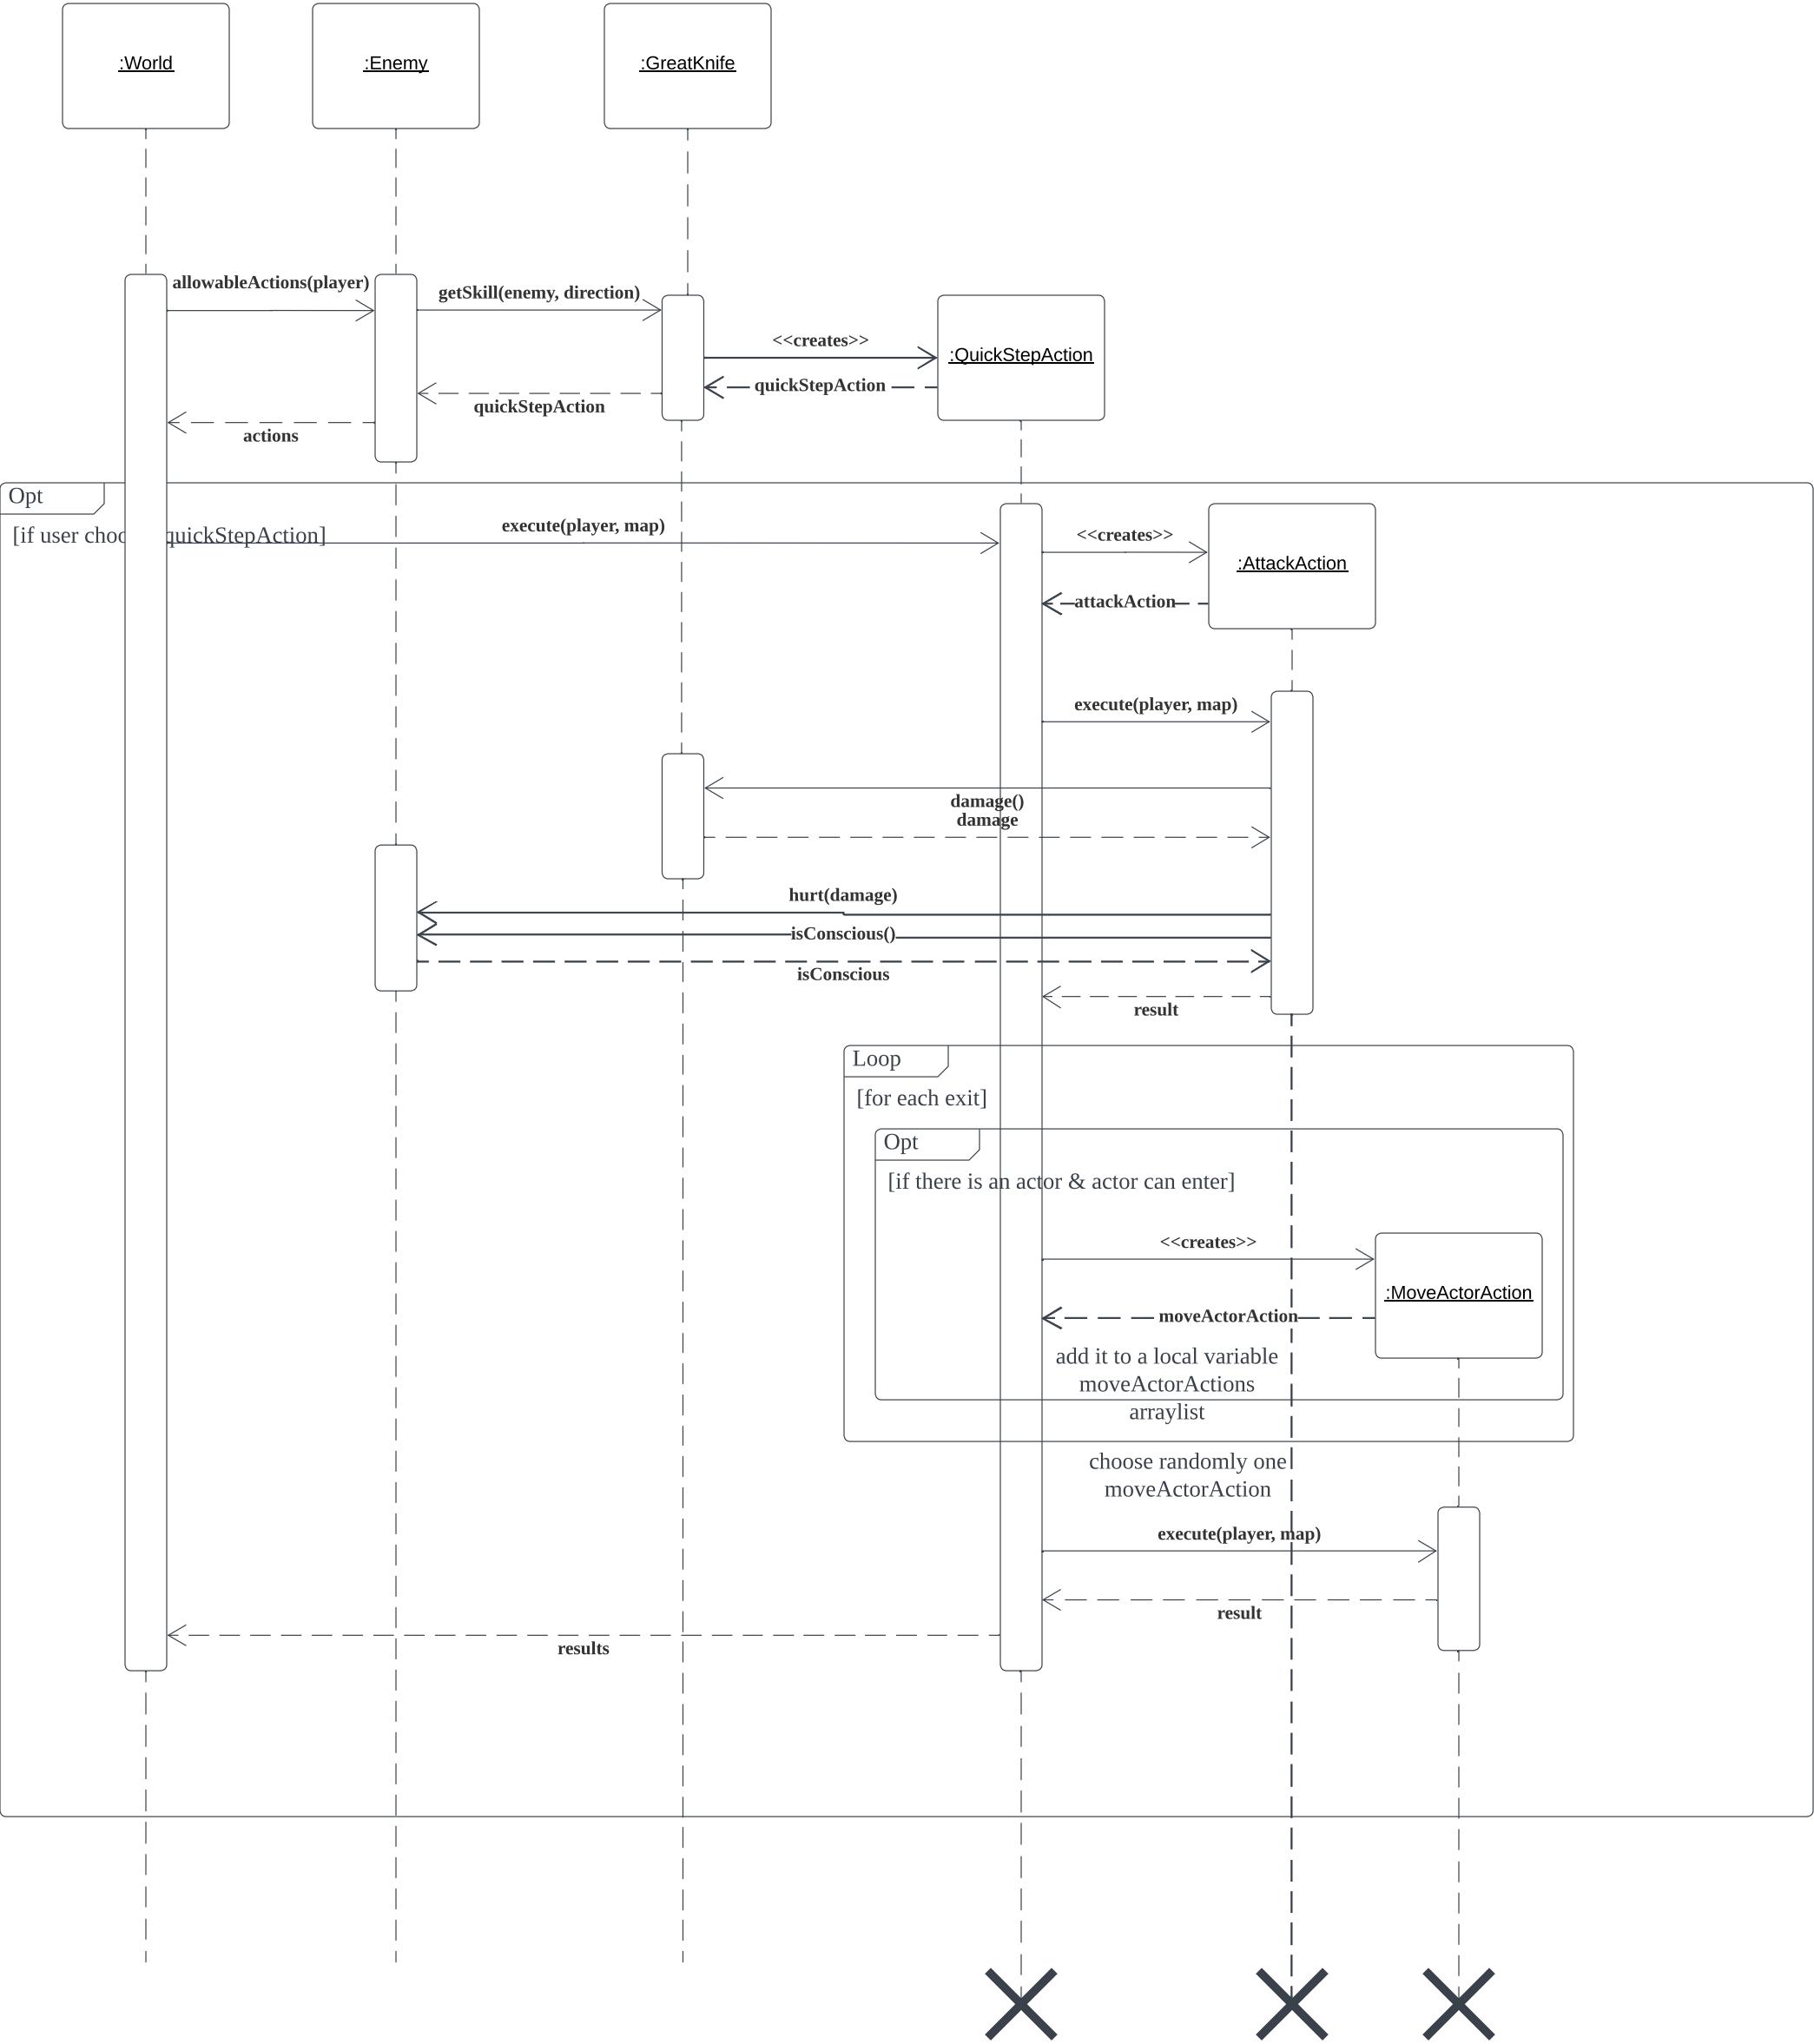 :World
:Enemy
:GreatKnife
allowableActions(player)
getSkill(enemy, direction)
<<creates>>
:QuickStepAction
quickStepAction
quickStepAction
actions
Opt
[if user choo quickStepAction]
execute(player, map)
<<creates>>
:AttackAction
attackAction
execute(player, map)
damage()
damage
hurt(damage)
isConscious()
isConscious
result
Loop
[for each exit]
Opt
[if there is an actor & actor can enter]
<<creates>>
:MoveActorAction
moveActorAction
add it to a local variable
moveActorActions
arraylist
choose randomly one
moveActorAction
execute(player, map)
result
results